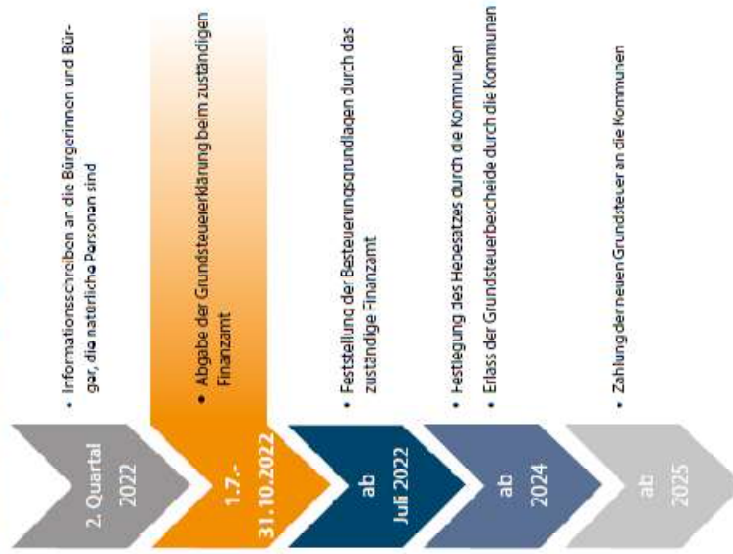 2. Quartal
2022
• Informationsschreiben an die Bürgerinnen und Bür-
ger, die natürliche Personen sind
1.7.-
31.10.2022
• Abgabe der Grundsteuererklärung beim zuständigen
Finanzamt
ab
Juli 2022
• Feststellung der Besteuerungsgrundlagen durch das
zuständige Finanzamt
ab
2024
• Festlegung des Hebesatzes durch die Kommunen
• Erlass der Grundsteuerbescheide durch die Kommunen
ab
2025
• Zahlung der neuen Grundsteuer an die Kommunen